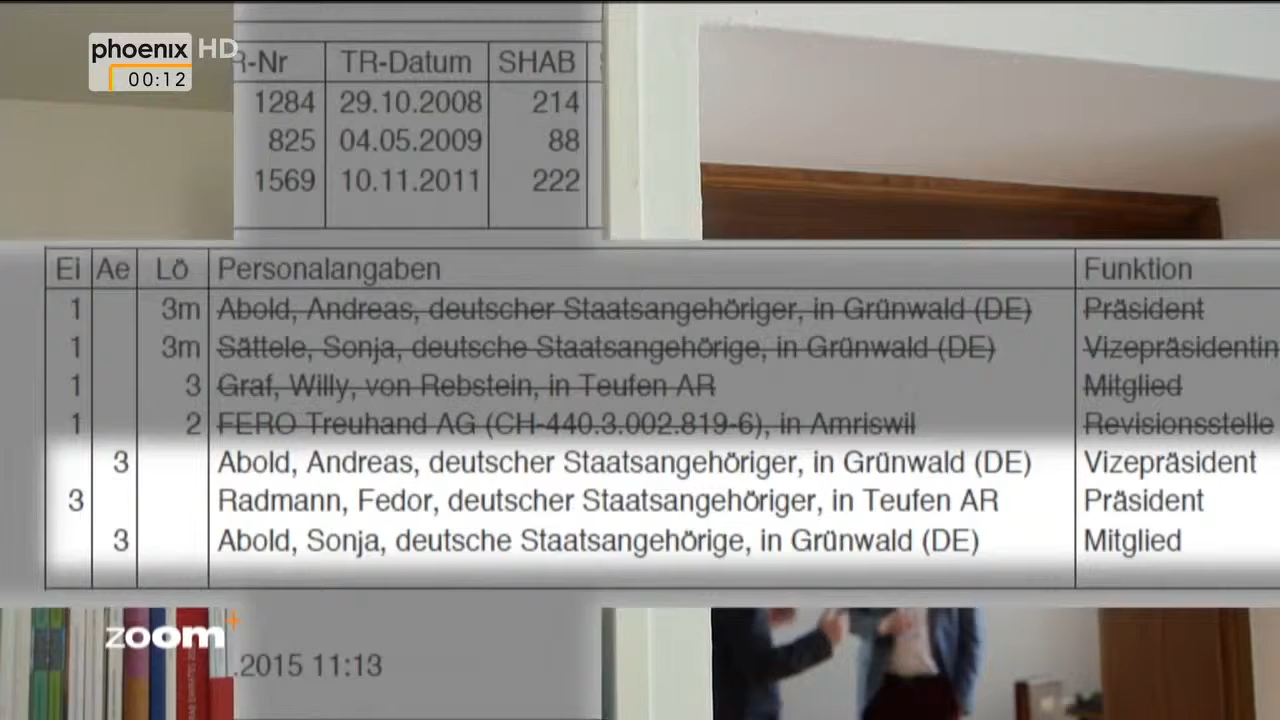 phoenix HD
00:12
R-Nr TR-Datum SHAB
1284 29.10.2008 214
825 04.05.2009 88
1569 10.11.2011 222
Ei Ae Lö Personalangaben Funktion
1 3m Abold, Andreas, deutscher Staatsangehöriger, in Grünwald (DE) Präsident
1 3m Sättele, Sonja, deutsche Staatsangehörige, in Grünwald (DE) Vizepräsidentin
1 3 Graf, Willy, von Rebstein, in Teufen AR Mitglied
1 2 FERO Treuhand AG (CH-440.3.002.819-6), in Amriswil Revisionsstelle
3 Abold, Andreas, deutscher Staatsangehöriger, in Grünwald (DE) Vizepräsident
3 Radmann, Fedor, deutscher Staatsangehöriger, in Teufen AR Präsident
3 Abold, Sonja, deutsche Staatsangehörige, in Grünwald (DE) Mitglied
zoom+
.2015 11:13